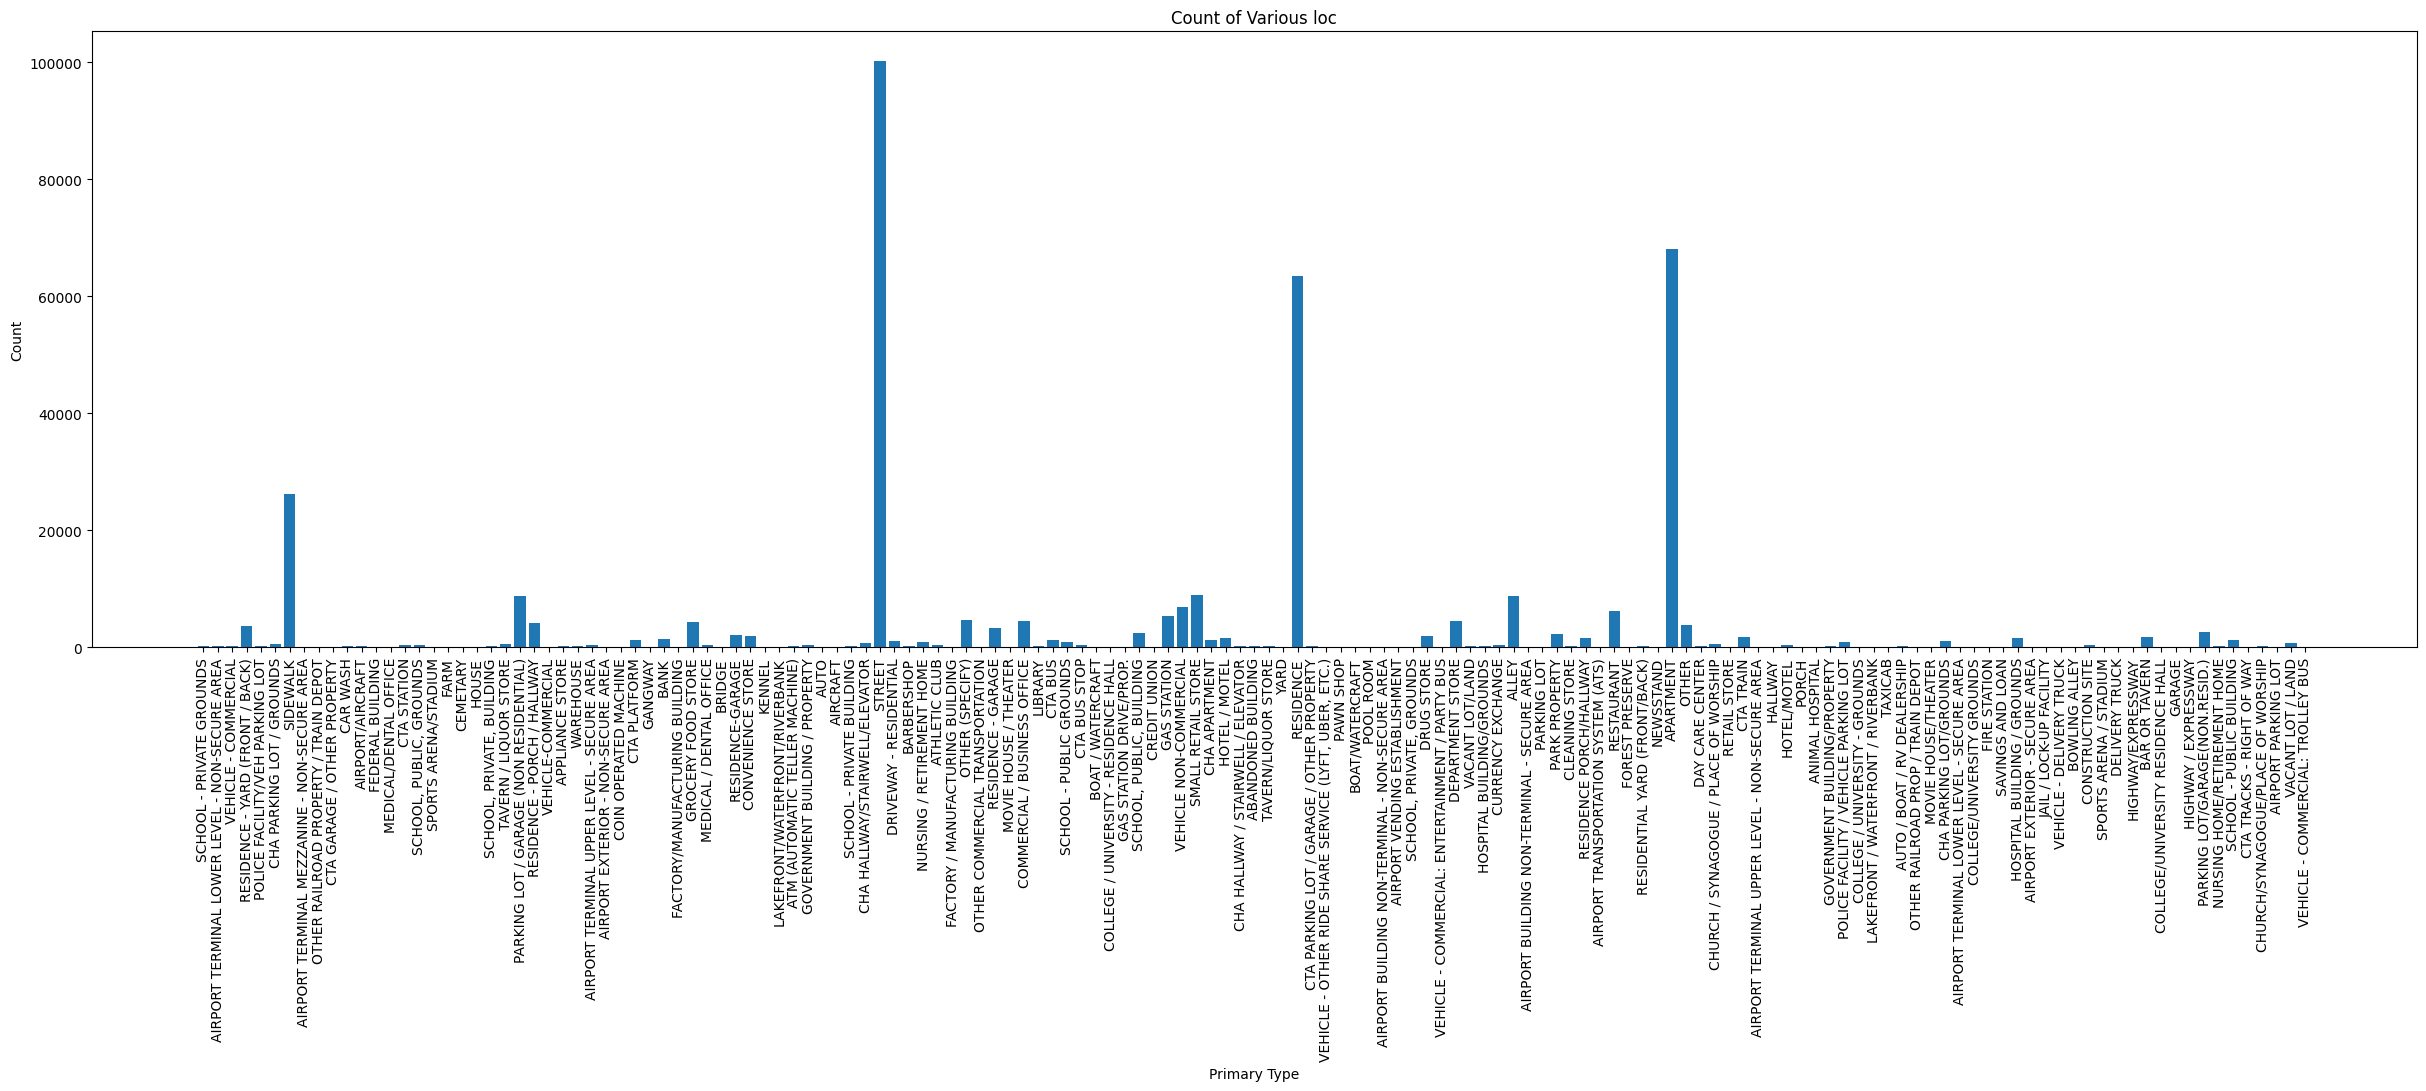 Count of Various loc
100000
80000
60000
40000
20000
0
Count
SCHOOL - PRIVATE GROUNDS
AIRPORT TERMINAL LOWER LEVEL - NON-SECURE AREA
VEHICLE - COMMERCIAL
RESIDENCE - YARD (FRONT / BACK)
POLICE FACILITY/VEH PARKING LOT
CHA PARKING LOT / GROUNDS
SIDEWALK
AIRPORT TERMINAL MEZZANINE - NON-SECURE AREA
OTHER RAILROAD PROPERTY / TRAIN DEPOT
CTA GARAGE / OTHER PROPERTY
CAR WASH
AIRPORT/AIRCRAFT
FEDERAL BUILDING
MEDICAL/DENTAL OFFICE
CTA STATION
SCHOOL, PUBLIC, GROUNDS
SPORTS ARENA/STADIUM
FARM
CEMETARY
HOUSE
SCHOOL, PRIVATE, BUILDING
TAVERN / LIQUOR STORE
PARKING LOT / GARAGE (NON RESIDENTIAL)
RESIDENCE - PORCH / HALLWAY
VEHICLE-COMMERCIAL
APPLIANCE STORE
WAREHOUSE
AIRPORT TERMINAL UPPER LEVEL - SECURE AREA
AIRPORT EXTERIOR - NON-SECURE AREA
COIN OPERATED MACHINE
CTA PLATFORM
GANGWAY
BANK
FACTORY/MANUFACTURING BUILDING
GROCERY FOOD STORE
MEDICAL / DENTAL OFFICE
BRIDGE
RESIDENCE-GARAGE
CONVENIENCE STORE
KENNEL
LAKEFRONT/WATERFRONT/RIVERBANK
ATM (AUTOMATIC TELLER MACHINE)
GOVERNMENT BUILDING / PROPERTY
AUTO
AIRCRAFT
SCHOOL - PRIVATE BUILDING
CHA HALLWAY/STAIRWELL/ELEVATOR
STREET
DRIVEWAY - RESIDENTIAL
BARBERSHOP
NURSING / RETIREMENT HOME
ATHLETIC CLUB
FACTORY / MANUFACTURING BUILDING
OTHER (SPECIFY)
OTHER COMMERCIAL TRANSPORTATION
RESIDENCE - GARAGE
MOVIE HOUSE / THEATER
COMMERCIAL / BUSINESS OFFICE
LIBRARY
CTA BUS
SCHOOL - PUBLIC GROUNDS
CTA BUS STOP
BOAT / WATERCRAFT
COLLEGE / UNIVERSITY - RESIDENCE HALL
GAS STATION DRIVE/PROP.
SCHOOL, PUBLIC, BUILDING
CREDIT UNION
GAS STATION
VEHICLE NON-COMMERCIAL
SMALL RETAIL STORE
CHA APARTMENT
HOTEL / MOTEL
CHA HALLWAY / STAIRWELL / ELEVATOR
ABANDONED BUILDING
TAVERN/LIQUOR STORE
YARD
RESIDENCE
CTA PARKING LOT / GARAGE / OTHER PROPERTY
VEHICLE - OTHER RIDE SHARE SERVICE (LYFT, UBER, ETC.)
PAWN SHOP
BOAT/WATERCRAFT
POOL ROOM
AIRPORT BUILDING NON-TERMINAL - NON-SECURE AREA
AIRPORT VENDING ESTABLISHMENT
SCHOOL, PRIVATE, GROUNDS
DRUG STORE
VEHICLE - COMMERCIAL: ENTERTAINMENT / PARTY BUS
DEPARTMENT STORE
VACANT LOT/LAND
HOSPITAL BUILDING/GROUNDS
CURRENCY EXCHANGE
ALLEY
AIRPORT BUILDING NON-TERMINAL - SECURE AREA
PARKING LOT
PARK PROPERTY
CLEANING STORE
RESIDENCE PORCH/HALLWAY
AIRPORT TRANSPORTATION SYSTEM (ATS)
RESTAURANT
FOREST PRESERVE
RESIDENTIAL YARD (FRONT/BACK)
NEWSSTAND
APARTMENT
OTHER
DAY CARE CENTER
CHURCH / SYNAGOGUE / PLACE OF WORSHIP
RETAIL STORE
CTA TRAIN
AIRPORT TERMINAL UPPER LEVEL - NON-SECURE AREA
HALLWAY
HOTEL/MOTEL
PORCH
ANIMAL HOSPITAL
GOVERNMENT BUILDING/PROPERTY
POLICE FACILITY / VEHICLE PARKING LOT
COLLEGE / UNIVERSITY - GROUNDS
LAKEFRONT / WATERFRONT / RIVERBANK
TAXICAB
AUTO / BOAT / RV DEALERSHIP
OTHER RAILROAD PROP / TRAIN DEPOT
MOVIE HOUSE/THEATER
CHA PARKING LOT/GROUNDS
AIRPORT TERMINAL LOWER LEVEL - SECURE AREA
COLLEGE/UNIVERSITY GROUNDS
FIRE STATION
SAVINGS AND LOAN
HOSPITAL BUILDING / GROUNDS
AIRPORT EXTERIOR - SECURE AREA
JAIL / LOCK-UP FACILITY
VEHICLE - DELIVERY TRUCK
BOWLING ALLEY
CONSTRUCTION SITE
SPORTS ARENA / STADIUM
DELIVERY TRUCK
HIGHWAY/EXPRESSWAY
BAR OR TAVERN
COLLEGE/UNIVERSITY RESIDENCE HALL
GARAGE
HIGHWAY / EXPRESSWAY
PARKING LOT/GARAGE(NON.RESID.)
NURSING HOME/RETIREMENT HOME
SCHOOL - PUBLIC BUILDING
CTA TRACKS - RIGHT OF WAY
CHURCH/SYNAGOGUE/PLACE OF WORSHIP
AIRPORT PARKING LOT
VACANT LOT / LAND
VEHICLE - COMMERCIAL: TROLLEY BUS
Primary Type